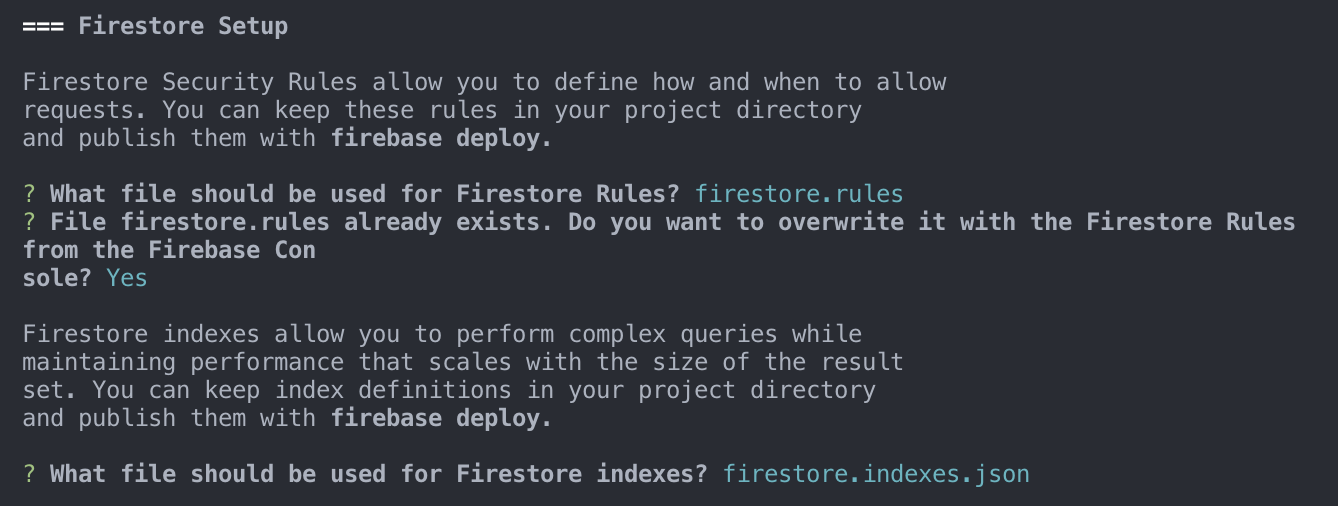 === Firestore Setup
Firestore Security Rules allow you to define how and when to allow
requests. You can keep these rules in your project directory
and publish them with firebase deploy.
? What file should be used for Firestore Rules? firestore.rules
? File firestore.rules already exists. Do you want to overwrite it with the Firestore Rules
from the Firebase Con
sole? Yes
Firestore indexes allow you to perform complex queries while
maintaining performance that scales with the size of the result
set. You can keep index definitions in your project directory
and publish them with firebase deploy.
? What file should be used for Firestore indexes? firestore.indexes.json